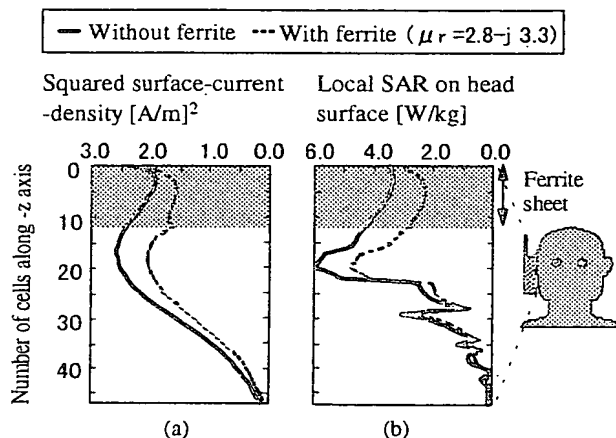 Without ferrite With ferrite ( μ r =2.8-j 3.3)
Squared surface-current
-density [A/m]²
Local SAR on head
surface [W/kg]
3.0 2.0 1.0 0.0
6.0 4.0 2.0 0.0
Number of cells along -z axis
0
10
20
30
40
Ferrite
sheet
(a)
(b)